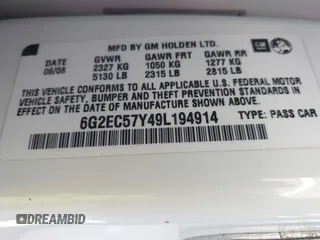 MFD BY GM HOLDEN LTD.
DATE GVWR GAWR FRT GAWR RR
08/08 2327 KG 1050 KG 1277 KG
5130 LB 2315 LB 2815 LB
THIS VEHICLE CONFORMS TO ALL APPLICABLE U.S. FEDERAL MOTOR
VEHICLE SAFETY, BUMPER, AND THEFT PREVENTION STANDARDS IN
EFFECT ON THE DATE OF MANUFACTURE SHOWN ABOVE.
6G2EC57Y49L194914
TYPE: PASS CAR
GM
DREAMBID